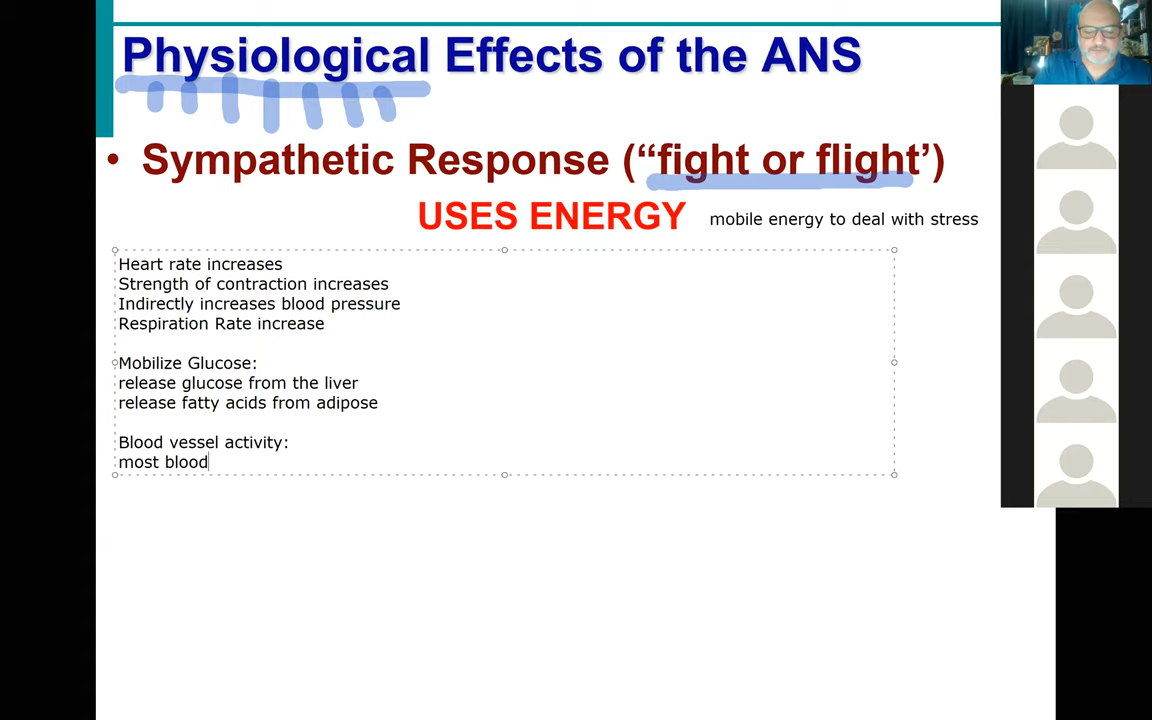 Physiological Effects of the ANS
• Sympathetic Response (“fight or flight’)
USES ENERGY mobile energy to deal with stress
Heart rate increases
Strength of contraction increases
Indirectly increases blood pressure
Respiration Rate increase
Mobilize Glucose:
release glucose from the liver
release fatty acids from adipose
Blood vessel activity:
most blood